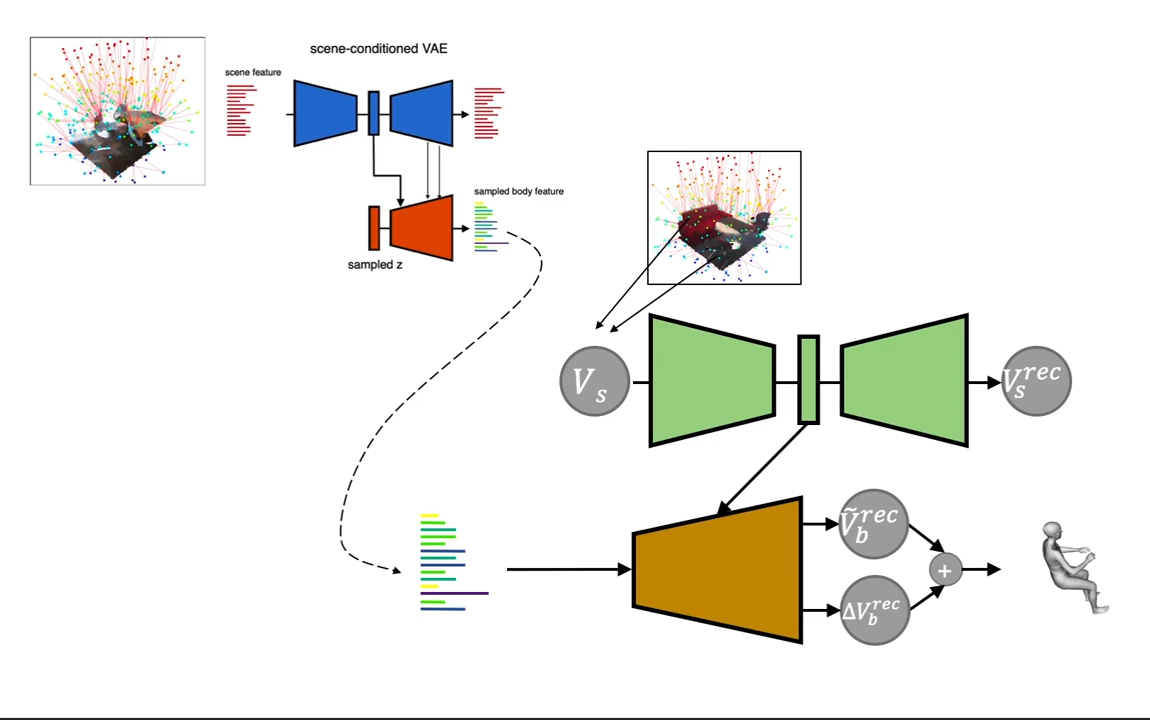 scene-conditioned VAE
scene feature
sampled body feature
sampled z
V_s
V_s^{rec}
Ṽ_b^{rec}
+
ΔV_b^{rec}